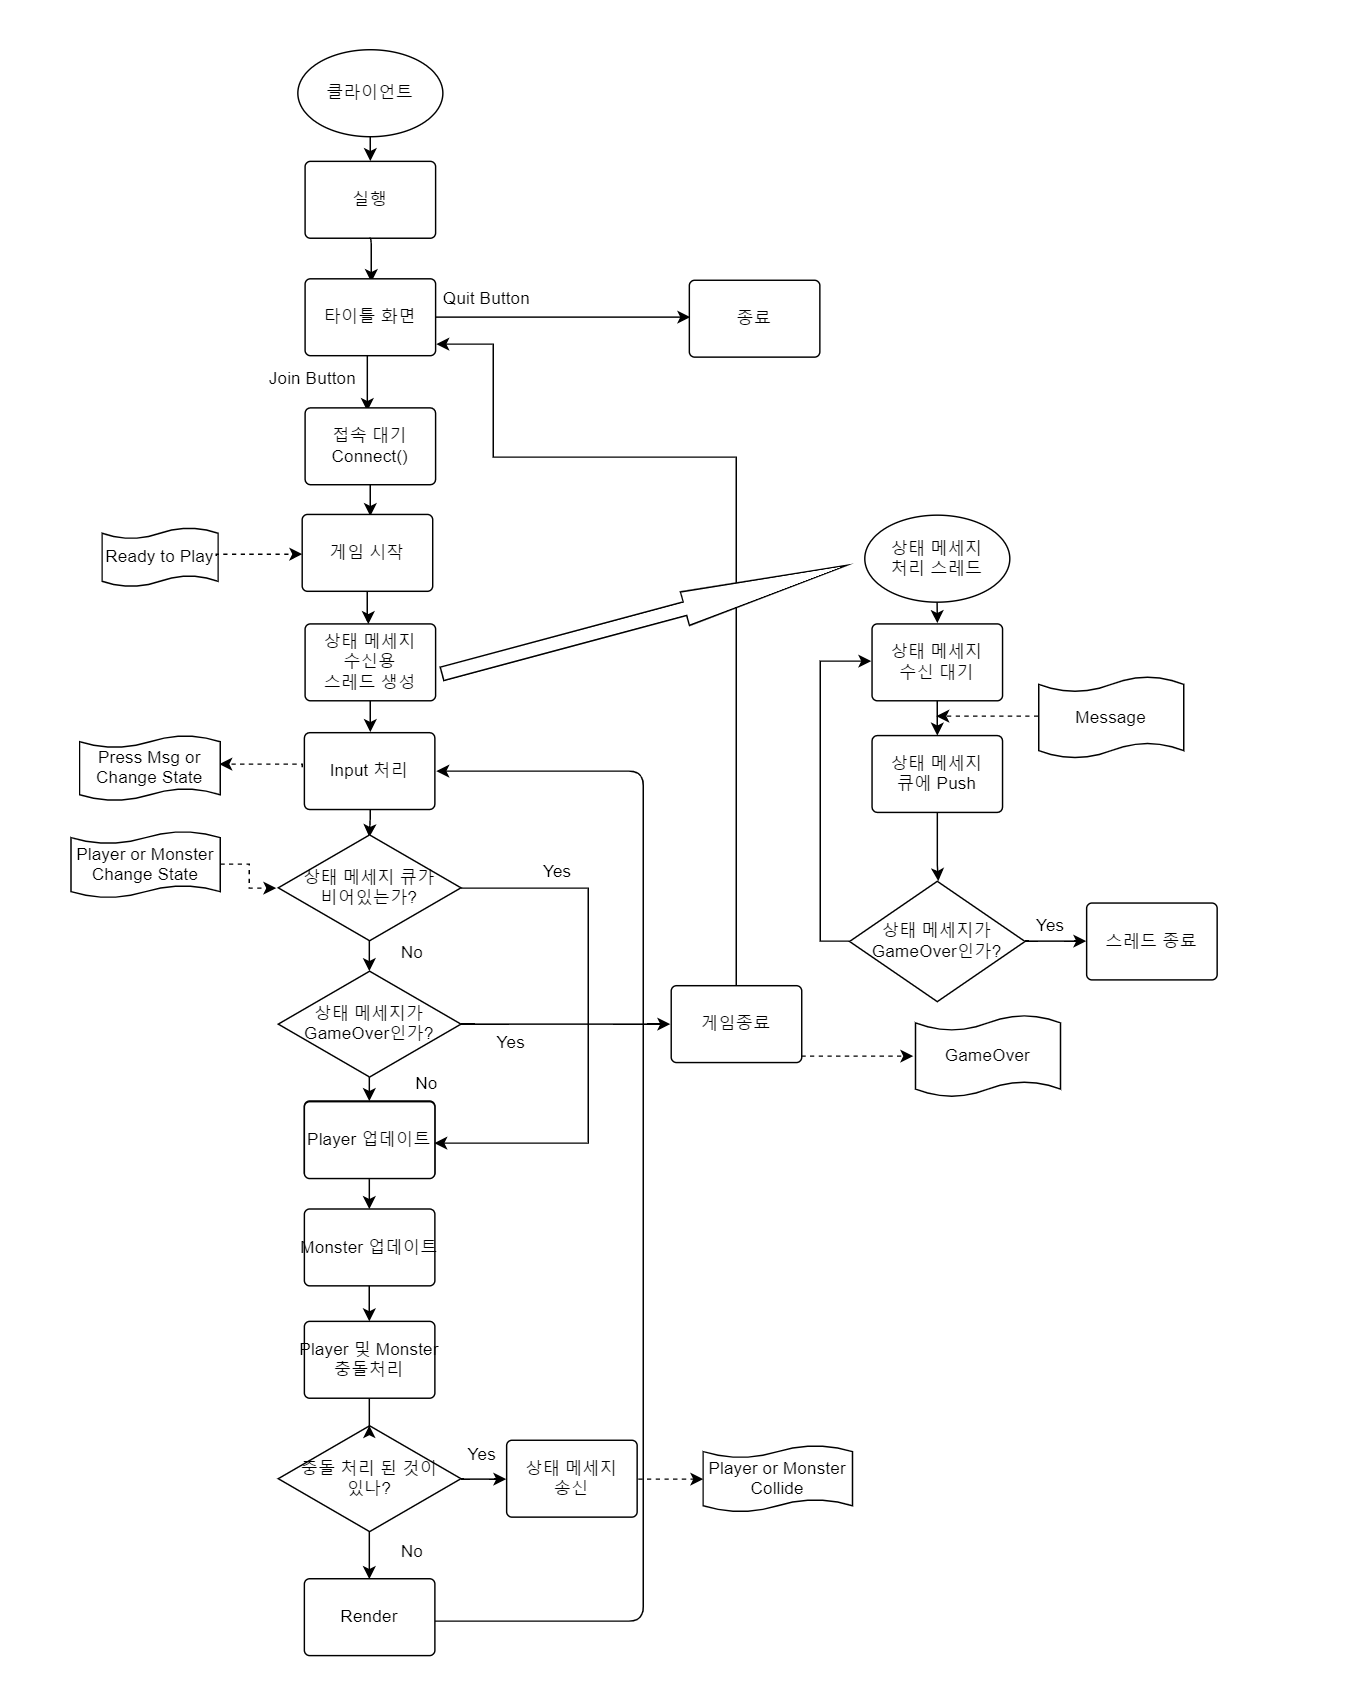 클라이언트
실행
타이틀 화면
Quit Button
종료
Join Button
접속 대기
Connect()
Ready to Play
게임 시작
상태 메세지
수신용
스레드 생성
상태 메세지
처리 스레드
상태 메세지
수신 대기
Message
상태 메세지
큐에 Push
상태 메세지가
GameOver인가?
Yes
스레드 종료
Press Msg or
Change State
Input 처리
Player or Monster
Change State
상태 메세지 큐가
비어있는가?
Yes
No
상태 메세지가
GameOver인가?
Yes
게임종료
GameOver
No
Player 업데이트
Monster 업데이트
Player 및 Monster
충돌처리
충돌 처리 된 것이
있나?
Yes
상태 메세지
송신
Player or Monster
Collide
No
Render